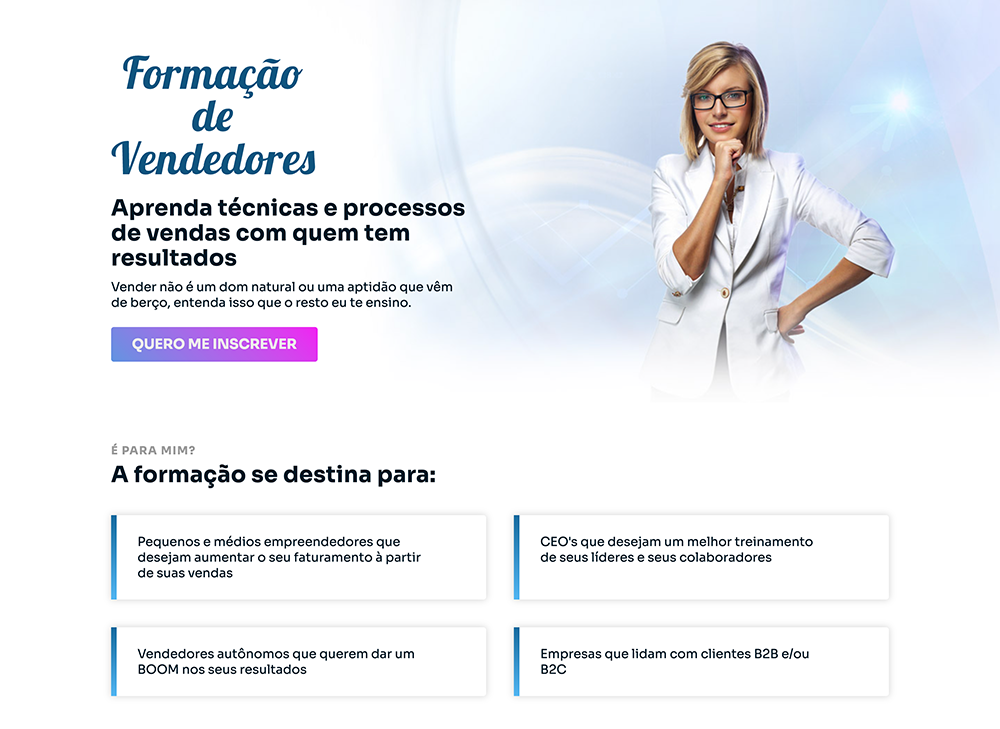 Formação
de
Vendedores
Aprenda técnicas e processos
de vendas com quem tem
resultados
Vender não é um dom natural ou uma aptidão que vêm
de berço, entenda isso que o resto eu te ensino.
QUERO ME INSCREVER
É PARA MIM?
A formação se destina para:
Pequenos e médios empreendedores que
desejam aumentar o seu faturamento à partir
de suas vendas
CEO's que desejam um melhor treinamento
de seus líderes e seus colaboradores
Vendedores autônomos que querem dar um
BOOM nos seus resultados
Empresas que lidam com clientes B2B e/ou
B2C